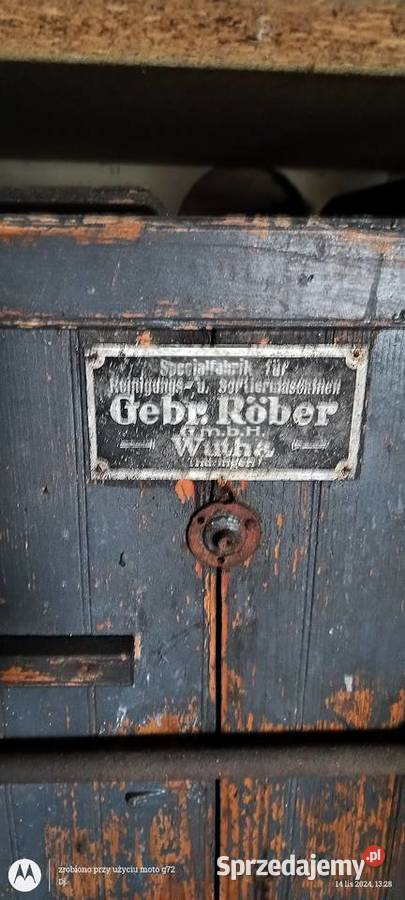 Specialfabrik für
Reinigungs- u. Sortiermaschinen
Gebr. Röber
G.m.b.H.
Wutha
Thüringen
zrobiono przy użyciu moto g72
Sprzedajemy.pl
14 lis 2024, 13:28